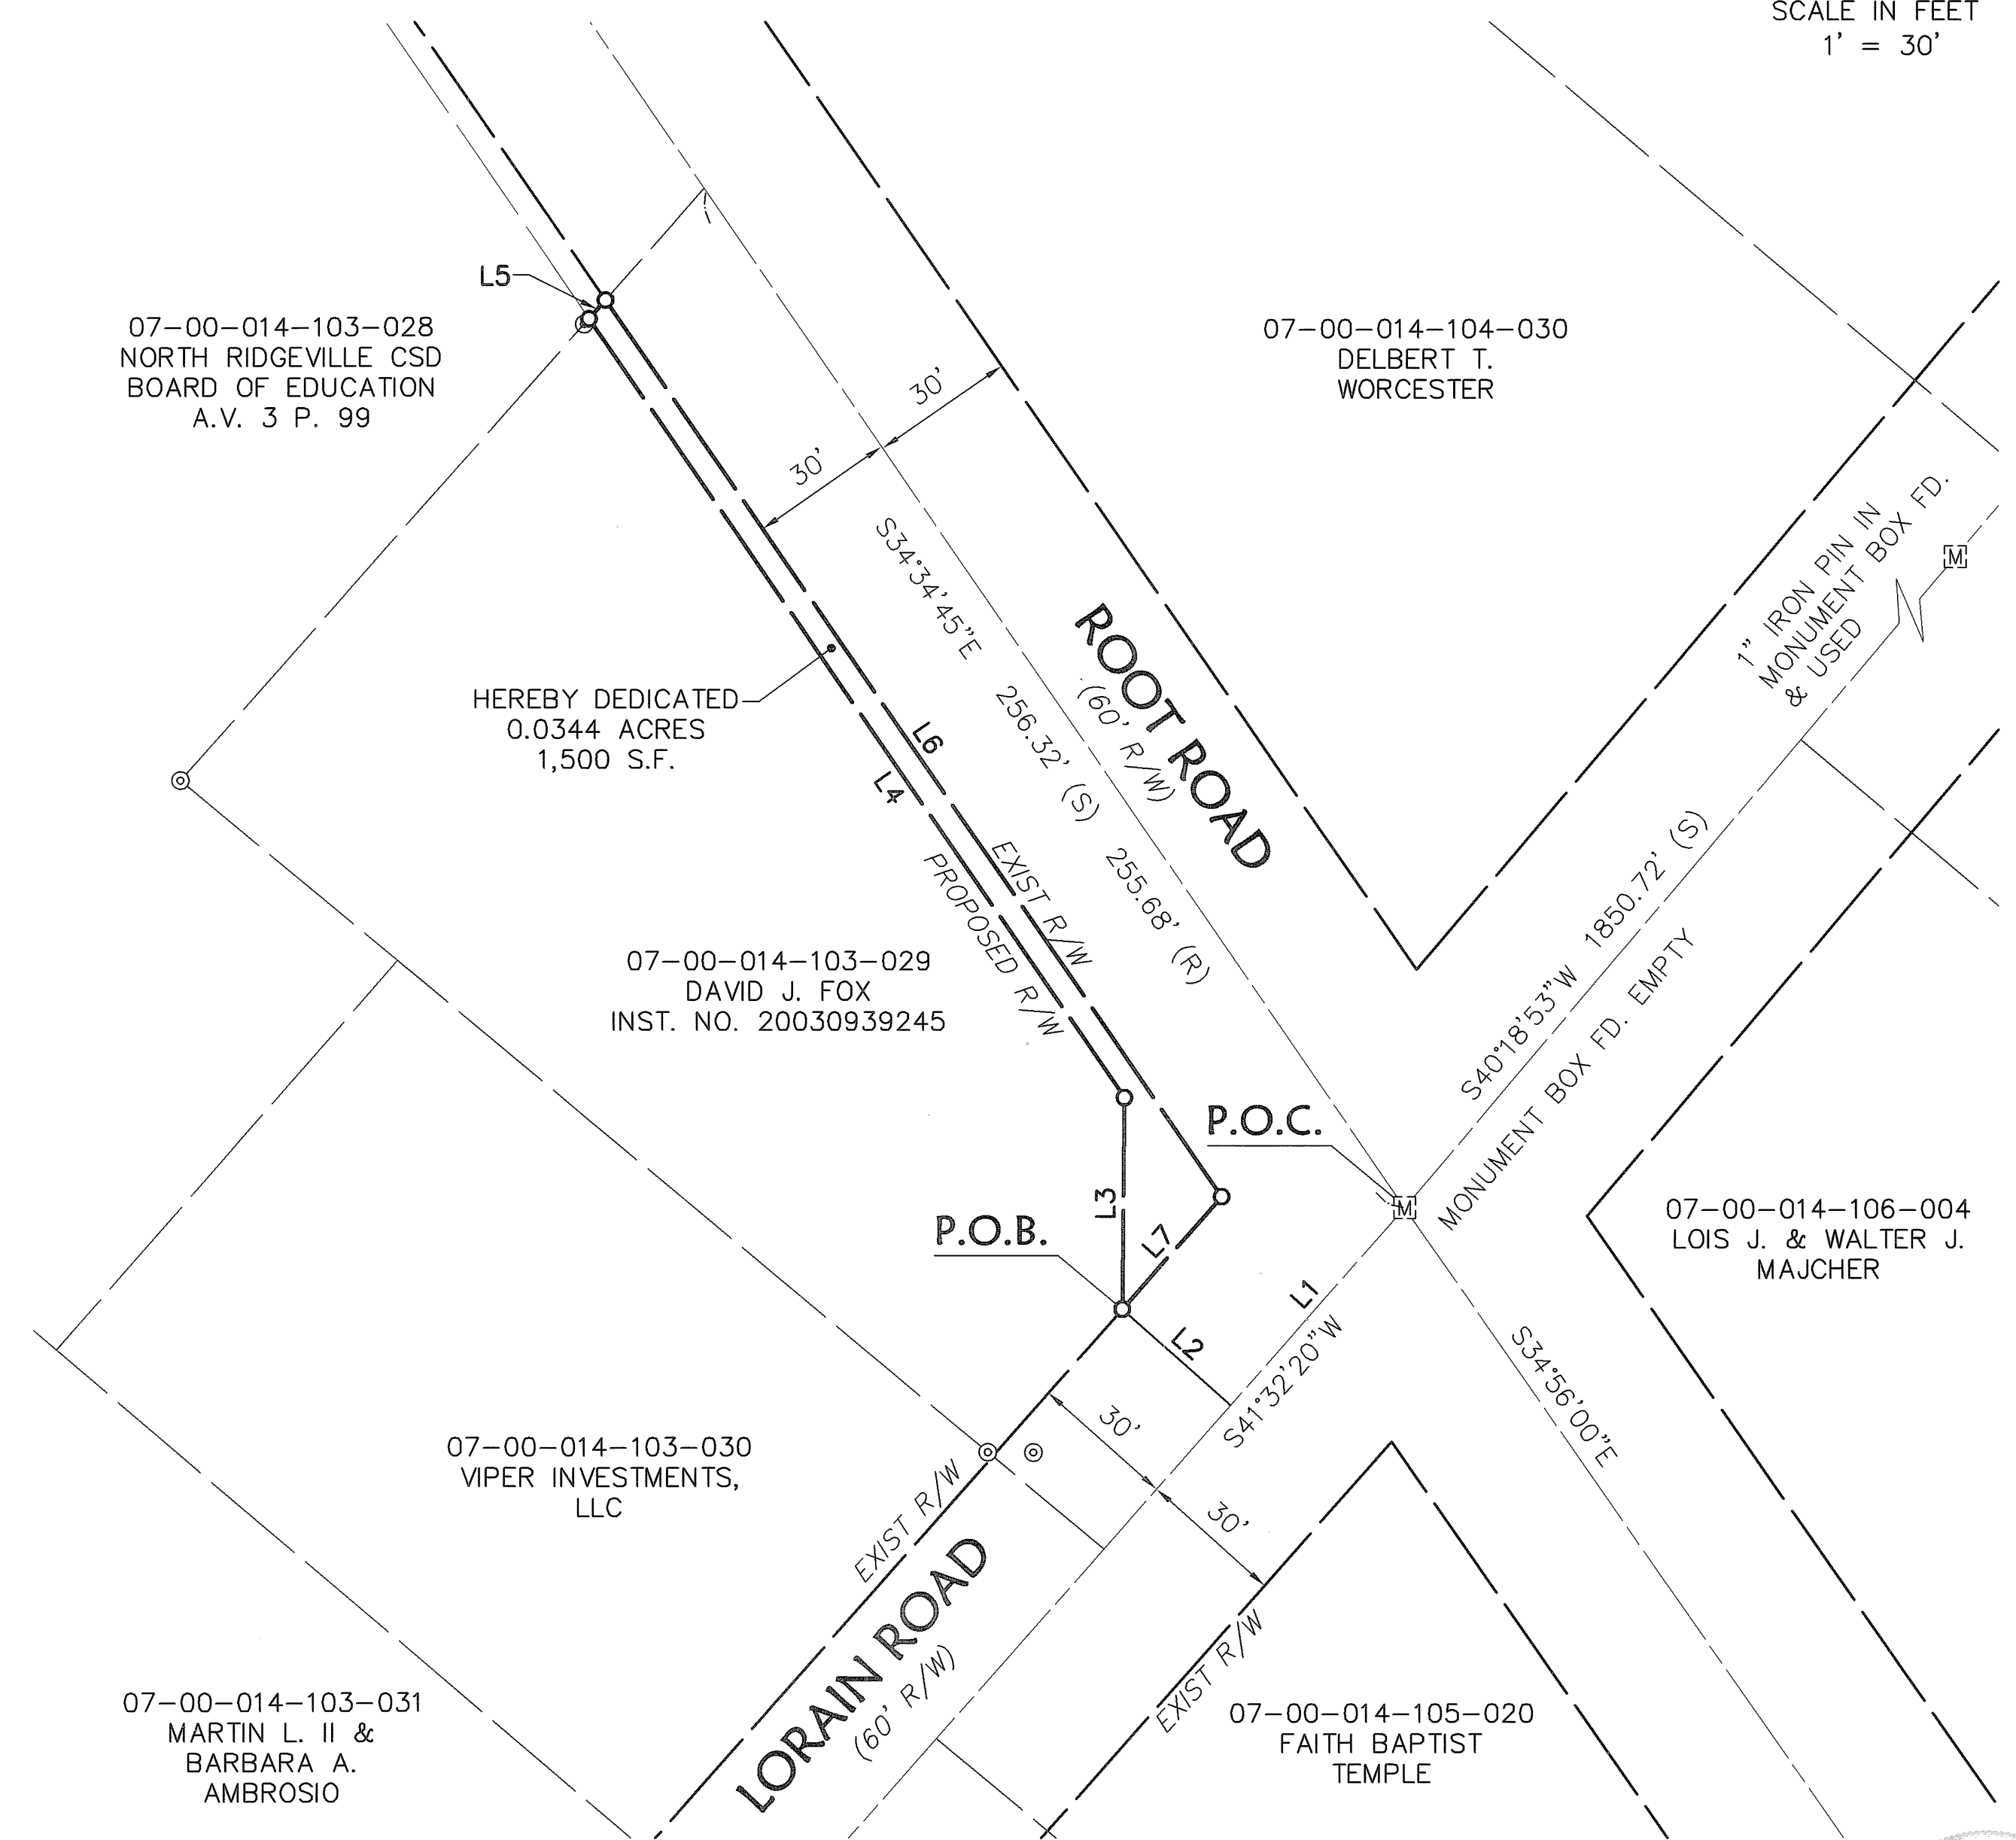 SCALE IN FEET
1' = 30'
L5
07-00-014-103-028
NORTH RIDGEVILLE CSD
BOARD OF EDUCATION
A.V. 3 P. 99
07-00-014-104-030
DELBERT T.
WORCESTER
30'
30'
S34°34'45"E 256.32' (S) 255.68' (R)
ROOT ROAD
(60' R/W)
1" IRON PIN IN
MONUMENT BOX FD.
& USED
M
HEREBY DEDICATED
0.0344 ACRES
1,500 S.F.
L6
L4
EXIST R/W
PROPOSED R/W
S40°18'53"W 1850.72' (S)
MONUMENT BOX FD. EMPTY
07-00-014-103-029
DAVID J. FOX
INST. NO. 20030939245
P.O.C.
M
L3
P.O.B.
L7
L1
L2
S41°32'20"W
07-00-014-106-004
LOIS J. & WALTER J.
MAJCHER
S34°56'00"E
30'
30'
07-00-014-103-030
VIPER INVESTMENTS,
LLC
EXIST R/W
LORAIN ROAD
(60' R/W)
EXIST R/W
07-00-014-103-031
MARTIN L. II &
BARBARA A.
AMBROSIO
07-00-014-105-020
FAITH BAPTIST
TEMPLE